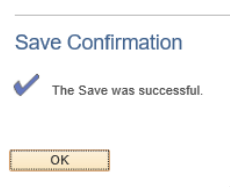 Save Confirmation
The Save was successful.
OK